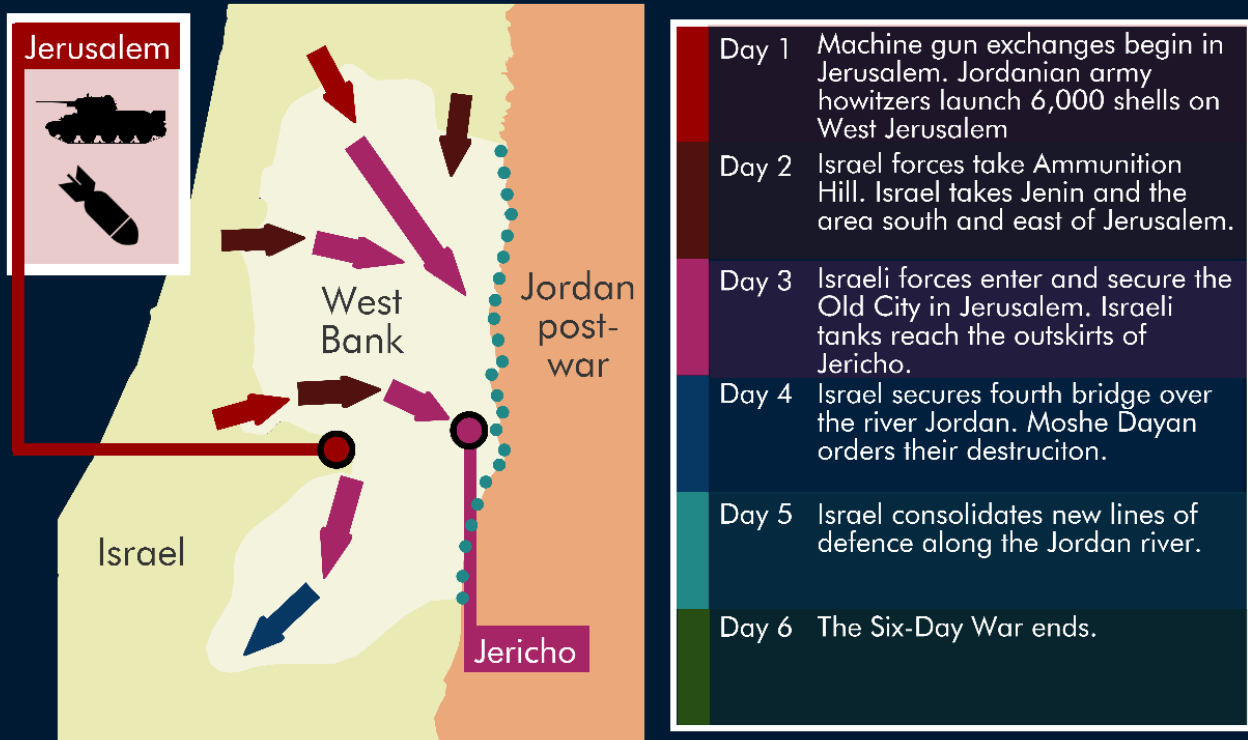 Jerusalem
West
Bank
Jordan
post-
war
Israel
Jericho
Day 1 Machine gun exchanges begin in
Jerusalem. Jordanian army
howitzers launch 6,000 shells on
West Jerusalem
Day 2 Israel forces take Ammunition
Hill. Israel takes Jenin and the
area south and east of Jerusalem.
Day 3 Israeli forces enter and secure the
Old City in Jerusalem. Israeli
tanks reach the outskirts of
Jericho.
Day 4 Israel secures fourth bridge over
the river Jordan. Moshe Dayan
orders their destruciton.
Day 5 Israel consolidates new lines of
defence along the Jordan river.
Day 6 The Six-Day War ends.